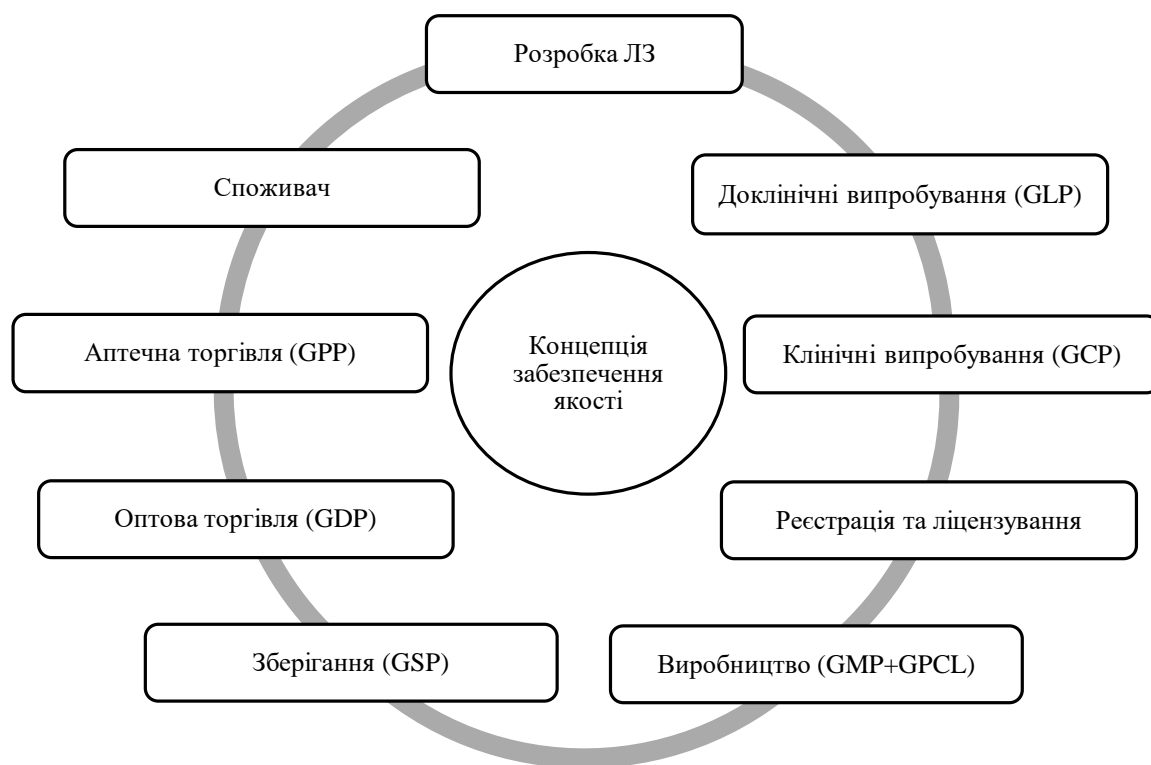 Розробка ЛЗ
Доклінічні випробування (GLP)
Клінічні випробування (GCP)
Реєстрація та ліцензування
Виробництво (GMP+GPCL)
Зберігання (GSP)
Оптова торгівля (GDP)
Аптечна торгівля (GPP)
Споживач
Концепція
забезпечення
якості